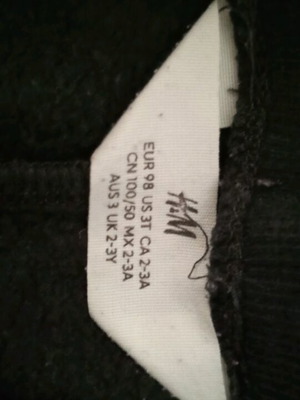 H&M
EUR 98 US 3T CA 2-3A
CN 100/50 MX 2-3A
AUS 3 UK 2-3Y